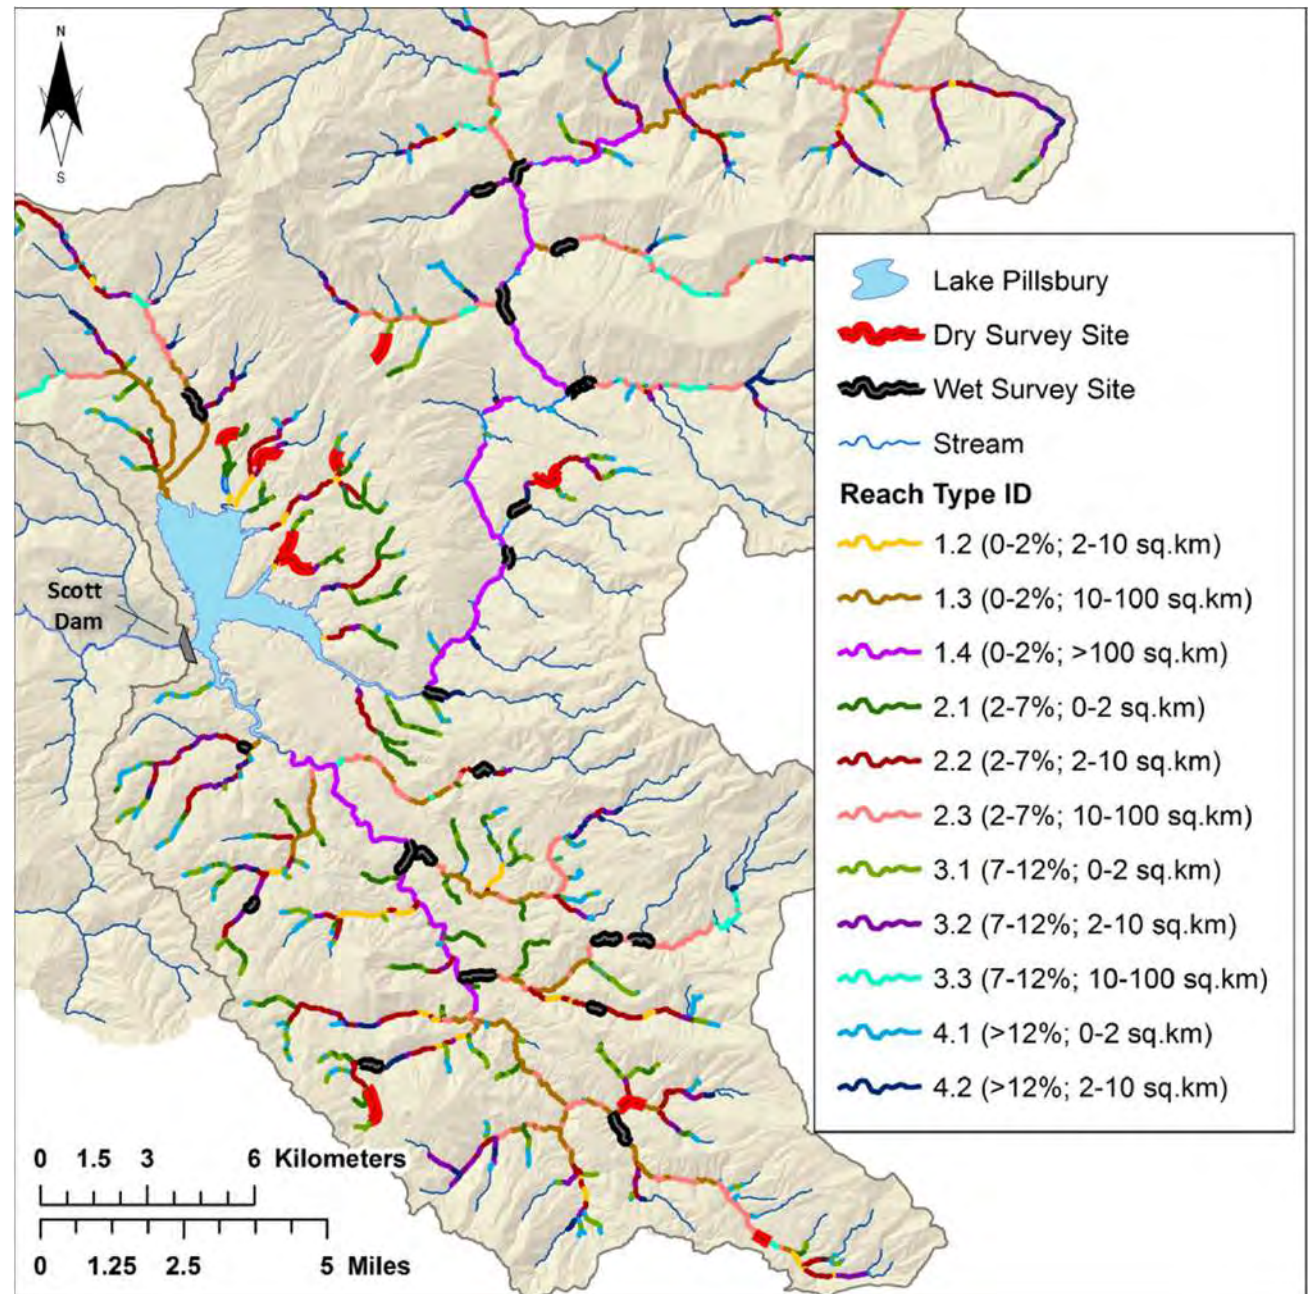 N
S
Lake Pillsbury
Dry Survey Site
Wet Survey Site
Stream
Reach Type ID
1.2 (0-2%; 2-10 sq.km)
1.3 (0-2%; 10-100 sq.km)
1.4 (0-2%; >100 sq.km)
2.1 (2-7%; 0-2 sq.km)
2.2 (2-7%; 2-10 sq.km)
2.3 (2-7%; 10-100 sq.km)
3.1 (7-12%; 0-2 sq.km)
3.2 (7-12%; 2-10 sq.km)
3.3 (7-12%; 10-100 sq.km)
4.1 (>12%; 0-2 sq.km)
4.2 (>12%; 2-10 sq.km)
Scott
Dam
0 1.5 3 6 Kilometers
0 1.25 2.5 5 Miles